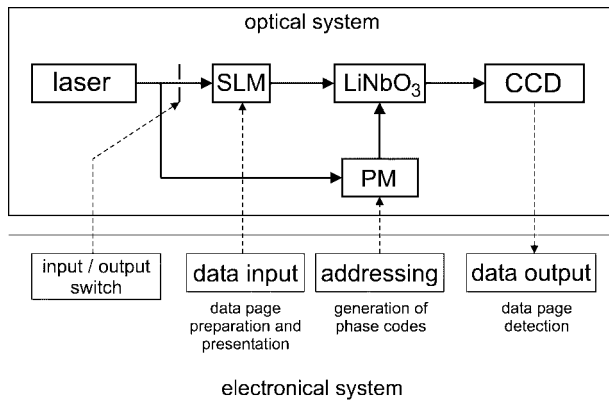 optical system
laser
SLM
LiNbO₃
CCD
PM
input / output
switch
data input
addressing
data output
data page
preparation and
presentation
generation of
phase codes
data page
detection
electronical system